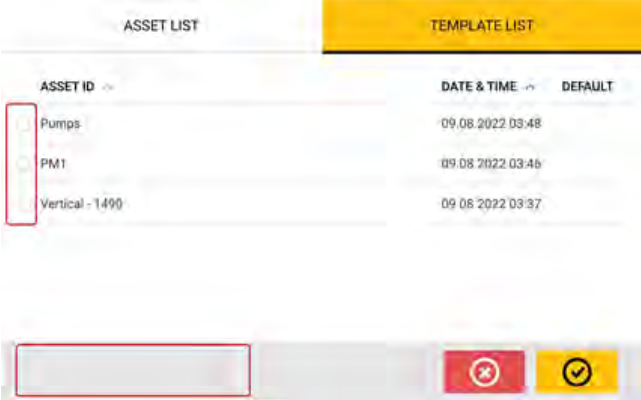 ASSET LIST TEMPLATE LIST
ASSET ID DATE & TIME DEFAULT
Pumps 09.08.2022 03:48
PM1 09.08.2022 03:46
Vertical - 1490 09.08.2022 03:37